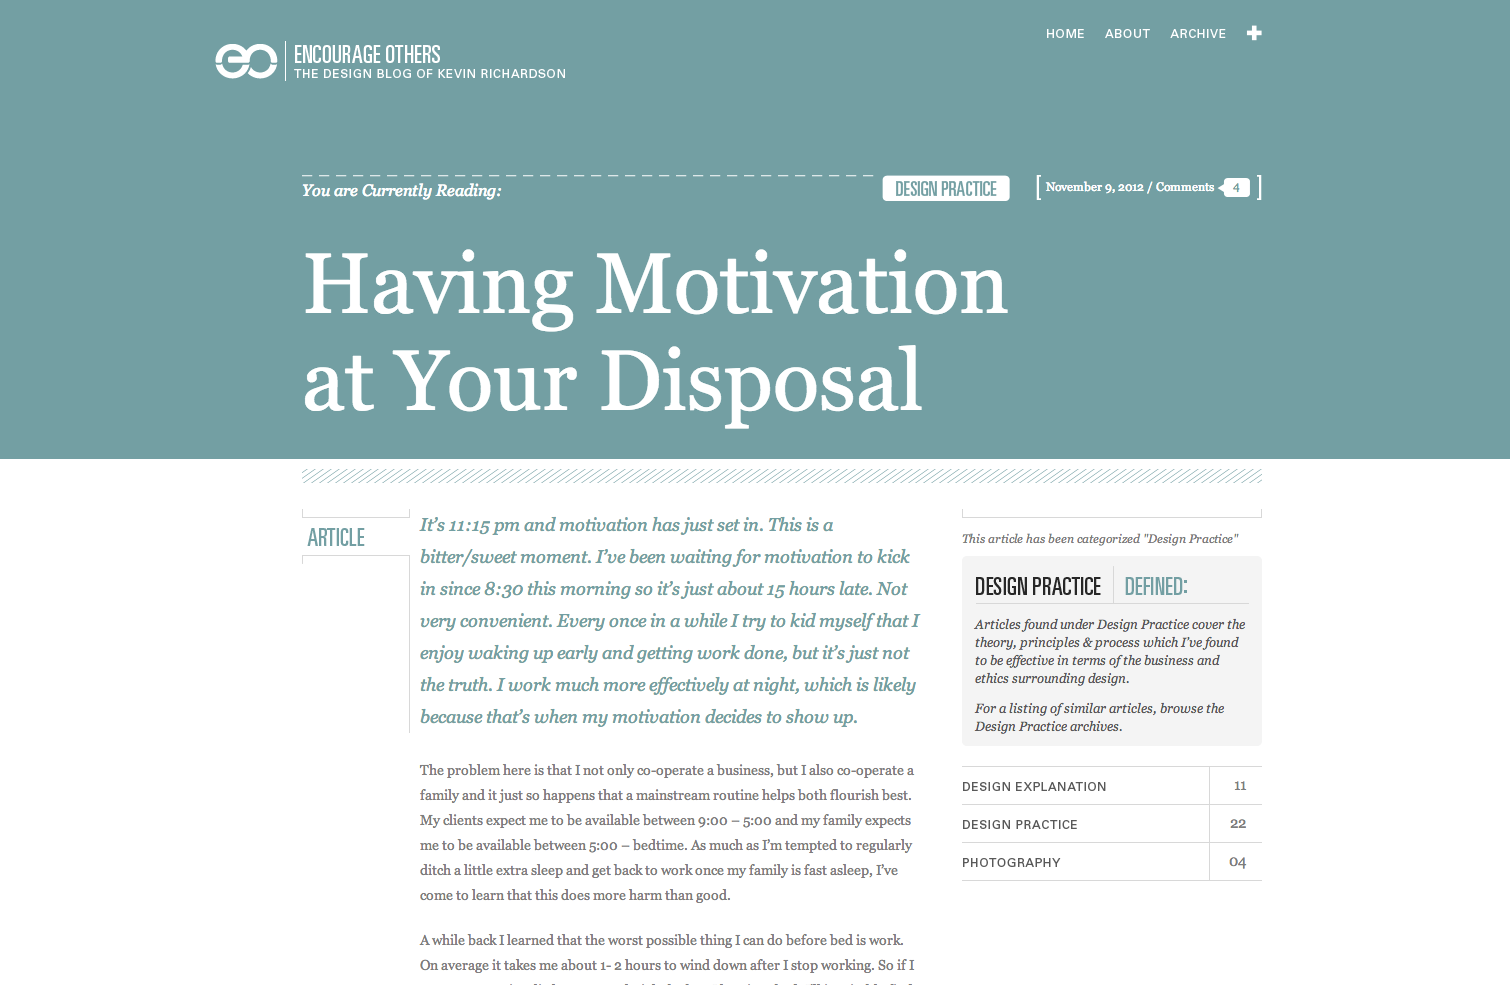 HOME ABOUT ARCHIVE
ENCOURAGE OTHERS
THE DESIGN BLOG OF KEVIN RICHARDSON
You are Currently Reading:
DESIGN PRACTICE
[ November 9, 2012 / Comments 4 ]
Having Motivation
at Your Disposal
ARTICLE
It's 11:15 pm and motivation has just set in. This is a
bitter/sweet moment. I've been waiting for motivation to kick
in since 8:30 this morning so it's just about 15 hours late. Not
very convenient. Every once in a while I try to kid myself that I
enjoy waking up early and getting work done, but it's just not
the truth. I work much more effectively at night, which is likely
because that's when my motivation decides to show up.
The problem here is that I not only co-operate a business, but I also co-operate a
family and it just so happens that a mainstream routine helps both flourish best.
My clients expect me to be available between 9:00 – 5:00 and my family expects
me to be available between 5:00 – bedtime. As much as I'm tempted to regularly
ditch a little extra sleep and get back to work once my family is fast asleep, I've
come to learn that this does more harm than good.
A while back I learned that the worst possible thing I can do before bed is work.
On average it takes me about 1- 2 hours to wind down after I stop working. So if I
This article has been categorized "Design Practice"
DESIGN PRACTICE DEFINED:
Articles found under Design Practice cover the
theory, principles & process which I've found
to be effective in terms of the business and
ethics surrounding design.
For a listing of similar articles, browse the
Design Practice archives.
DESIGN EXPLANATION 11
DESIGN PRACTICE 22
PHOTOGRAPHY 04